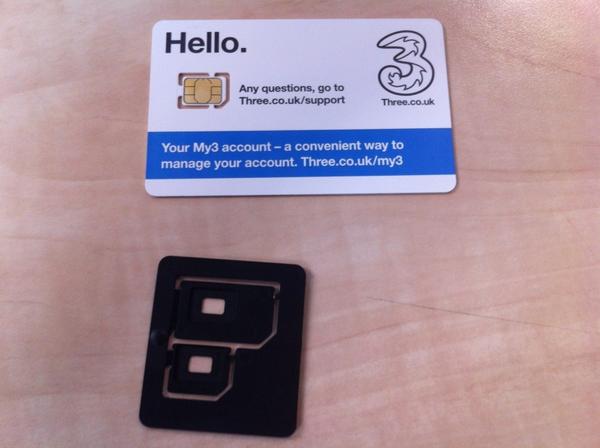 Hello.
3
Any questions, go to
Three.co.uk/support
Three.co.uk
Your My3 account – a convenient way to
manage your account. Three.co.uk/my3